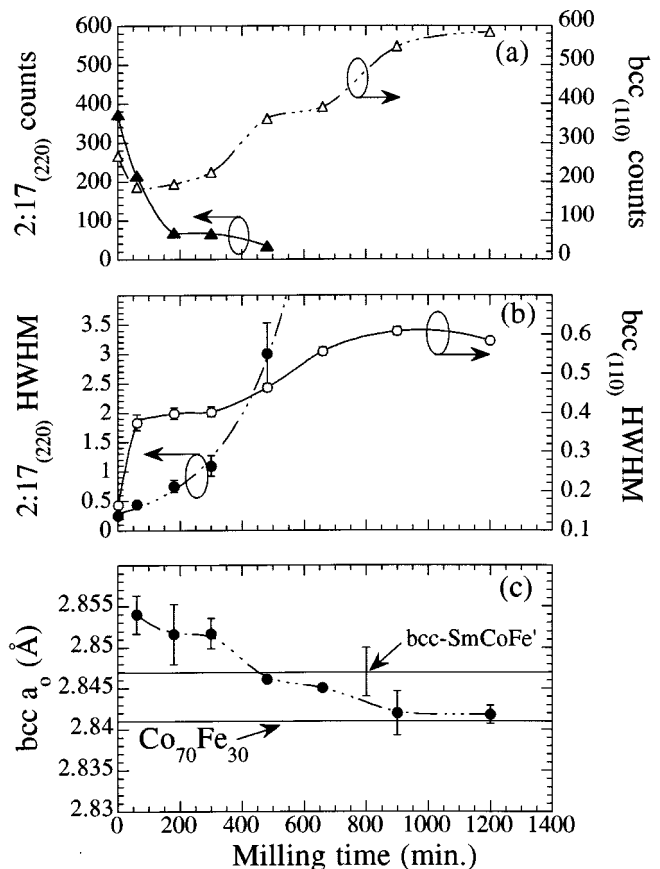 600
500
400
300
200
100
0
2:17(220) counts
(a)
600
500
400
300
200
100
0
bcc(110) counts
3.5
3
2.5
2
1.5
1
0.5
0
2:17(220) HWHM
(b)
0.6
0.5
0.4
0.3
0.2
0.1
bcc(110) HWHM
2.855
2.85
2.845
2.84
2.835
2.83
bcc ao (Å)
(c)
bcc-SmCoFe'
Co70Fe30
0 200 400 600 800 1000 1200 1400
Milling time (min.)